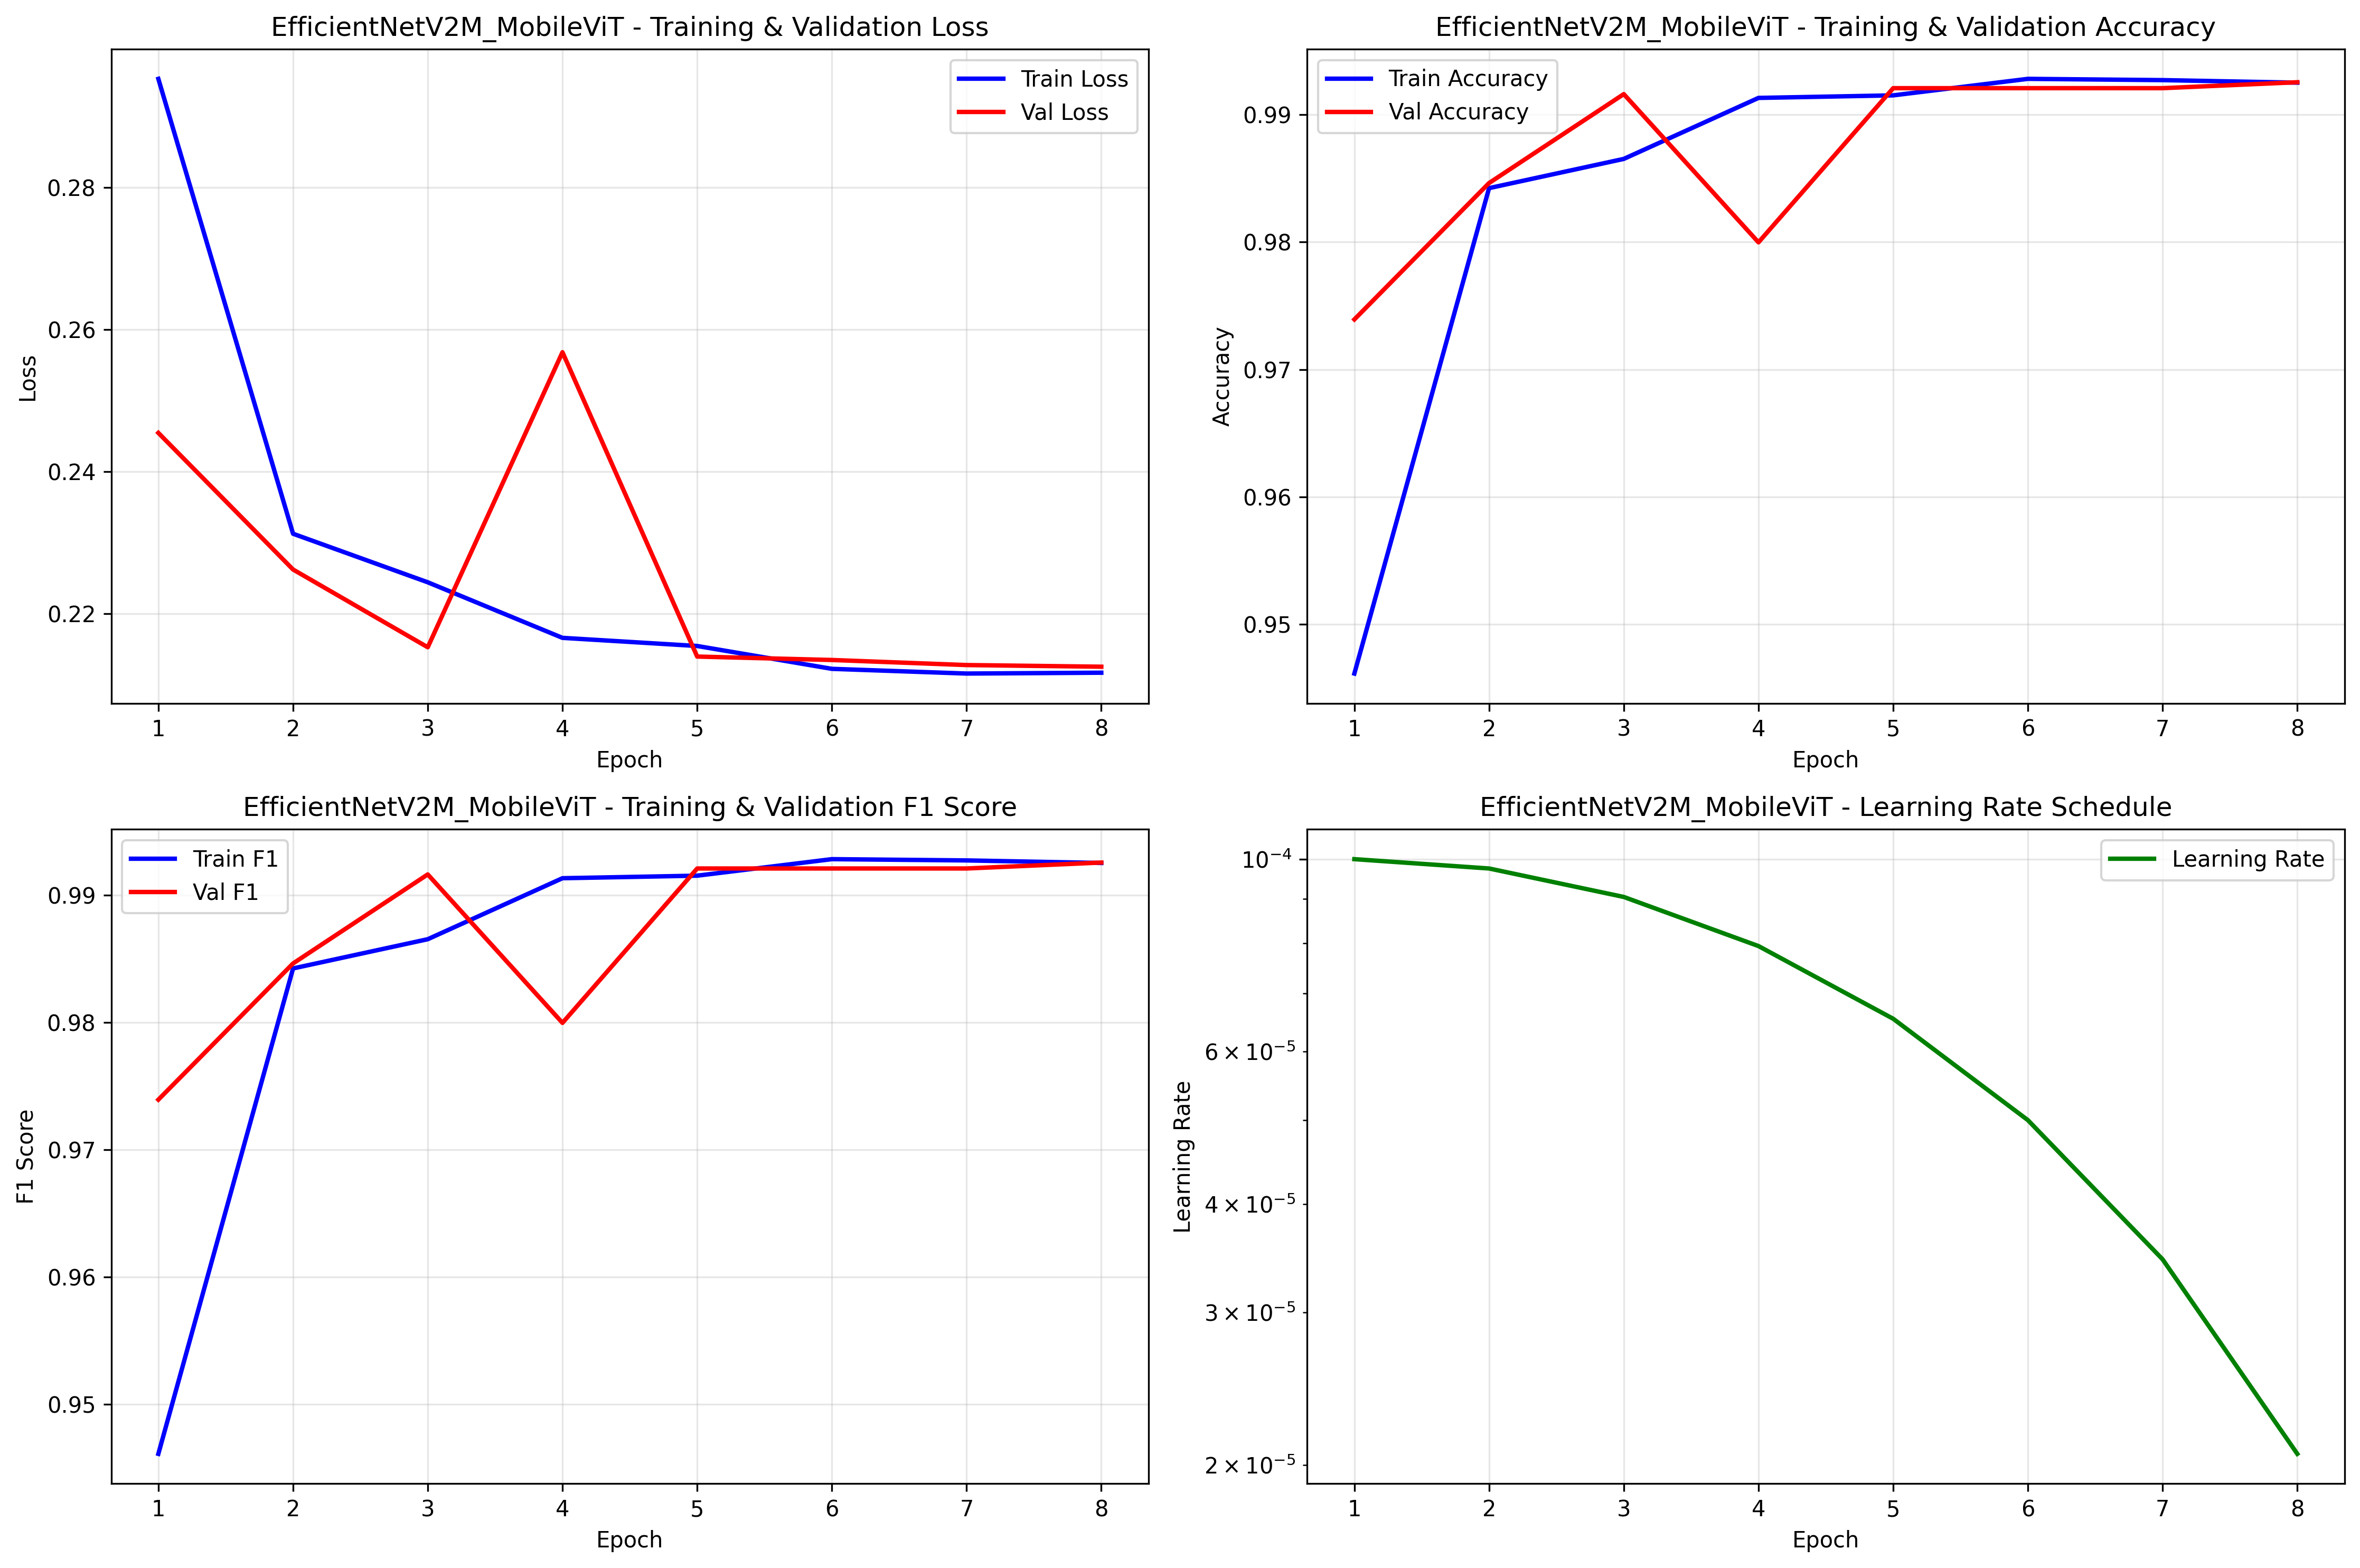 EfficientNetV2M_MobileViT - Training & Validation Loss
Train Loss
Val Loss
0.28
0.26
0.24
0.22
Loss
1 2 3 4 5 6 7 8
Epoch
EfficientNetV2M_MobileViT - Training & Validation Accuracy
Train Accuracy
Val Accuracy
0.99
0.98
0.97
0.96
0.95
Accuracy
1 2 3 4 5 6 7 8
Epoch
EfficientNetV2M_MobileViT - Training & Validation F1 Score
Train F1
Val F1
0.99
0.98
0.97
0.96
0.95
F1 Score
1 2 3 4 5 6 7 8
Epoch
EfficientNetV2M_MobileViT - Learning Rate Schedule
Learning Rate
10⁻⁴
6 × 10⁻⁵
4 × 10⁻⁵
3 × 10⁻⁵
2 × 10⁻⁵
Learning Rate
1 2 3 4 5 6 7 8
Epoch